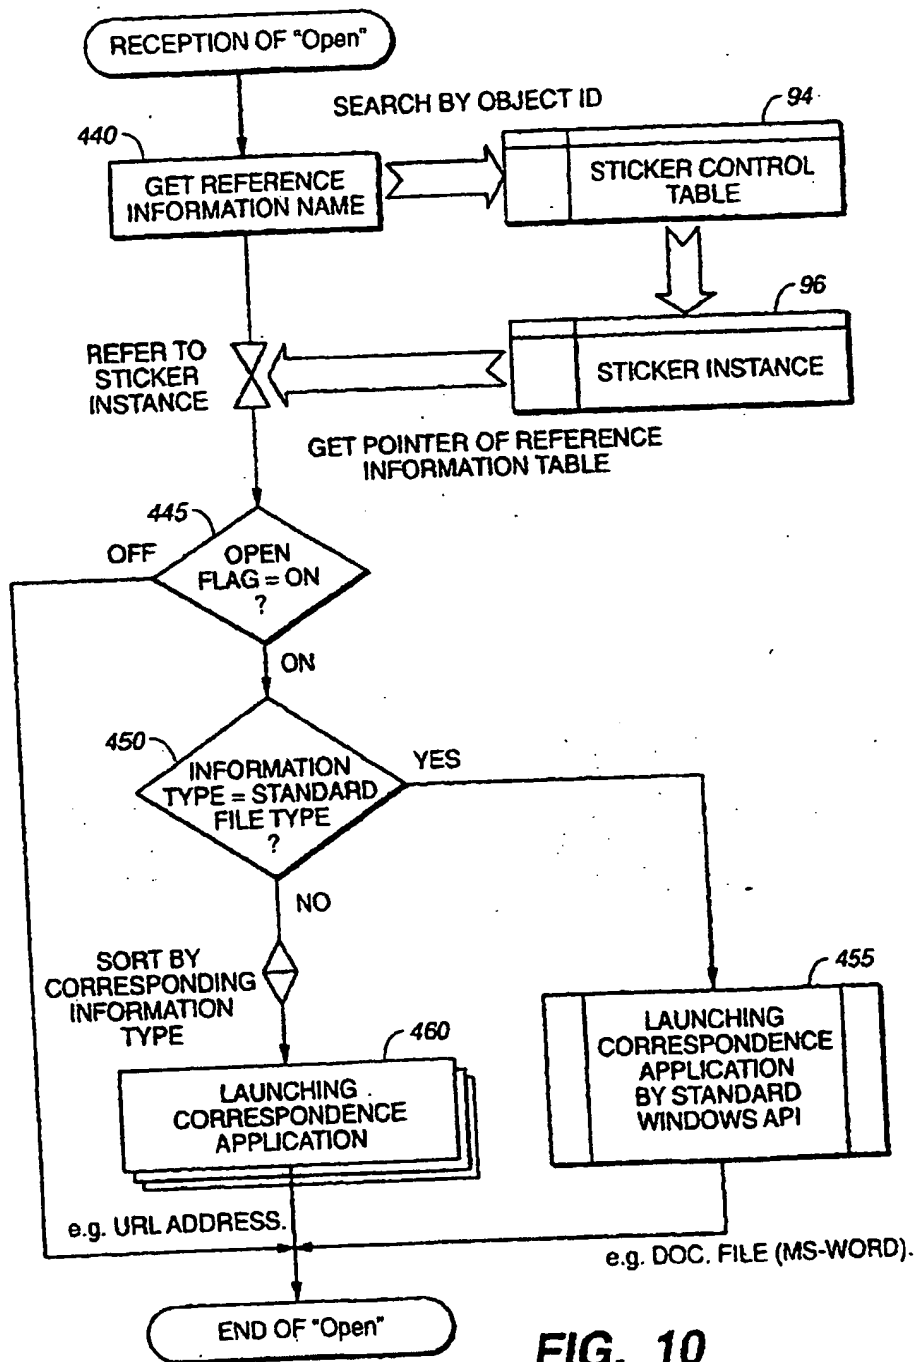 RECEPTION OF "Open"
SEARCH BY OBJECT ID
94
440
GET REFERENCE
INFORMATION NAME
STICKER CONTROL
TABLE
96
REFER TO
STICKER
INSTANCE
STICKER INSTANCE
GET POINTER OF REFERENCE
INFORMATION TABLE
445
OFF
OPEN
FLAG = ON
?
ON
450
INFORMATION
TYPE = STANDARD
FILE TYPE
?
YES
NO
SORT BY
CORRESPONDING
INFORMATION
TYPE
455
LAUNCHING
CORRESPONDENCE
APPLICATION
BY STANDARD
WINDOWS API
460
LAUNCHING
CORRESPONDENCE
APPLICATION
e.g. URL ADDRESS.
e.g. DOC. FILE (MS-WORD).
END OF "Open"
FIG. 10